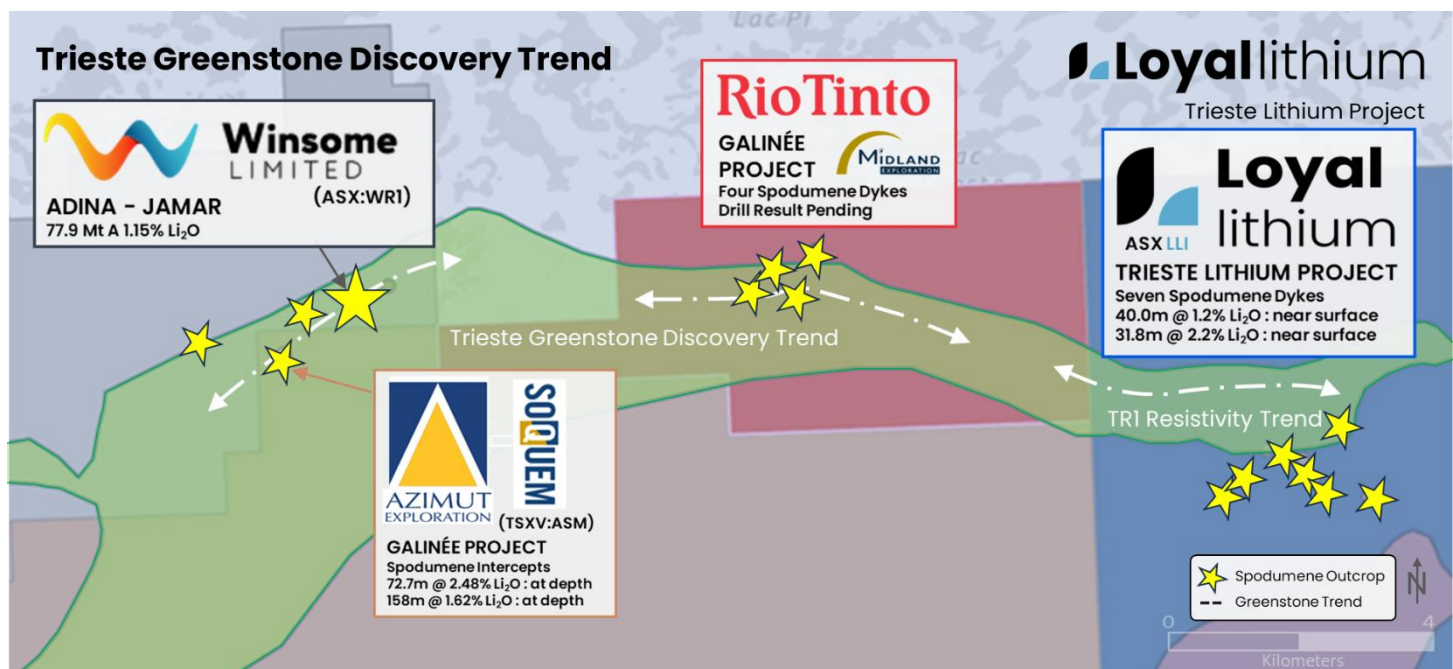 Lac Pi
Trieste Greenstone Discovery Trend
Loyallithium
Trieste Lithium Project
Winsome
LIMITED
(ASX:WR1)
ADINA - JAMAR
77.9 Mt A 1.15% Li₂O
RioTinto
GALINÉE
PROJECT
MIDLAND
EXPLORATION
Four Spodumene Dykes
Drill Result Pending
Lac
Loyal
lithium
ASX LLI
TRIESTE LITHIUM PROJECT
Seven Spodumene Dykes
40.0m @ 1.2% Li₂O : near surface
31.8m @ 2.2% Li₂O : near surface
Trieste Greenstone Discovery Trend
TR1 Resistivity Trend
AZIMUT
EXPLORATION
SOQUEM
(TSXV:ASM)
GALINÉE PROJECT
Spodumene Intercepts
72.7m @ 2.48% Li₂O : at depth
158m @ 1.62% Li₂O : at depth
Spodumene Outcrop
Greenstone Trend
N
0 4
Kilometers